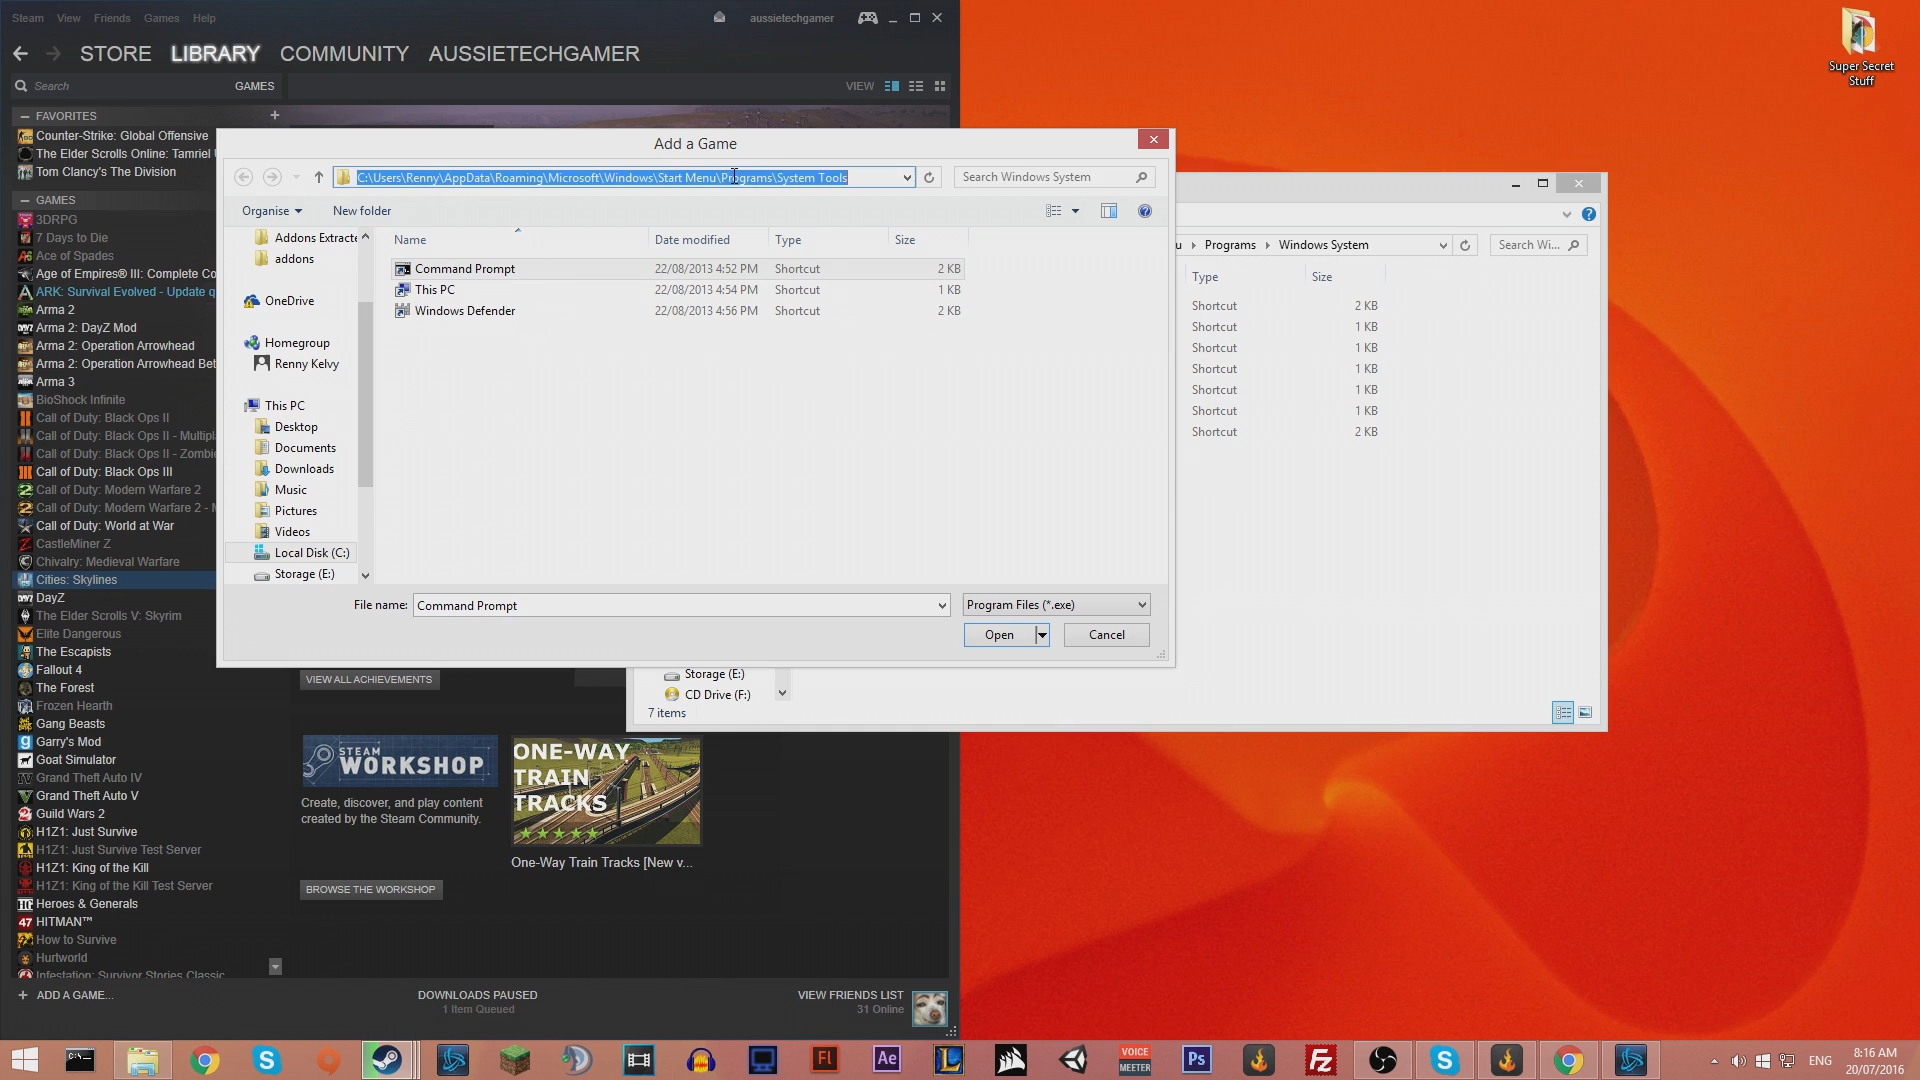 Steam View Friends Games Help
aussietechgamer
STORE LIBRARY COMMUNITY AUSSIETECHGAMER
Search GAMES
VIEW
FAVORITES
Counter-Strike: Global Offensive
The Elder Scrolls Online: Tamriel
Tom Clancy's The Division
GAMES
3DRPG
7 Days to Die
Ace of Spades
Age of Empires® III: Complete Co
ARK: Survival Evolved - Update q
Arma 2
Arma 2: DayZ Mod
Arma 2: Operation Arrowhead
Arma 2: Operation Arrowhead Bet
Arma 3
BioShock Infinite
Call of Duty: Black Ops II
Call of Duty: Black Ops II - Multipl
Call of Duty: Black Ops II - Zombie
Call of Duty: Black Ops III
Call of Duty: Modern Warfare 2
Call of Duty: Modern Warfare 2 - M
Call of Duty: World at War
CastleMiner Z
Chivalry: Medieval Warfare
Cities: Skylines
DayZ
The Elder Scrolls V: Skyrim
Elite Dangerous
The Escapists
Fallout 4
The Forest
Frozen Hearth
Gang Beasts
Garry's Mod
Goat Simulator
Grand Theft Auto IV
Grand Theft Auto V
Guild Wars 2
H1Z1: Just Survive
H1Z1: Just Survive Test Server
H1Z1: King of the Kill
H1Z1: King of the Kill Test Server
Heroes & Generals
HITMAN™
How to Survive
Hurtworld
Infestation: Survivor Stories Classic
+ ADD A GAME...
DOWNLOADS PAUSED
1 Item Queued
VIEW FRIENDS LIST
31 Online
Add a Game
C:\Users\Renny\AppData\Roaming\Microsoft\Windows\Start Menu\Programs\System Tools
Search Windows System
Organise New folder
Addons Extracte
addons
OneDrive
Homegroup
Renny Kelvy
This PC
Desktop
Documents
Downloads
Music
Pictures
Videos
Local Disk (C:)
Storage (E:)
Name Date modified Type Size
Command Prompt 22/08/2013 4:52 PM Shortcut 2 KB
This PC 22/08/2013 4:54 PM Shortcut 1 KB
Windows Defender 22/08/2013 4:56 PM Shortcut 2 KB
File name: Command Prompt Program Files (*.exe)
Open Cancel
u Programs Windows System Search Wi...
Type Size
Shortcut 2 KB
Shortcut 1 KB
Shortcut 1 KB
Shortcut 1 KB
Shortcut 1 KB
Shortcut 1 KB
Shortcut 2 KB
Storage (E:)
CD Drive (F:)
7 items
VIEW ALL ACHIEVEMENTS
STEAM
WORKSHOP
Create, discover, and play content
created by the Steam Community.
BROWSE THE WORKSHOP
ONE-WAY
TRAIN
TRACKS
One-Way Train Tracks [New v...
Super Secret
Stuff
Fl
Ae
L
VOICE
MEETER
Ps
Fz
ENG
8:16 AM
20/07/2016